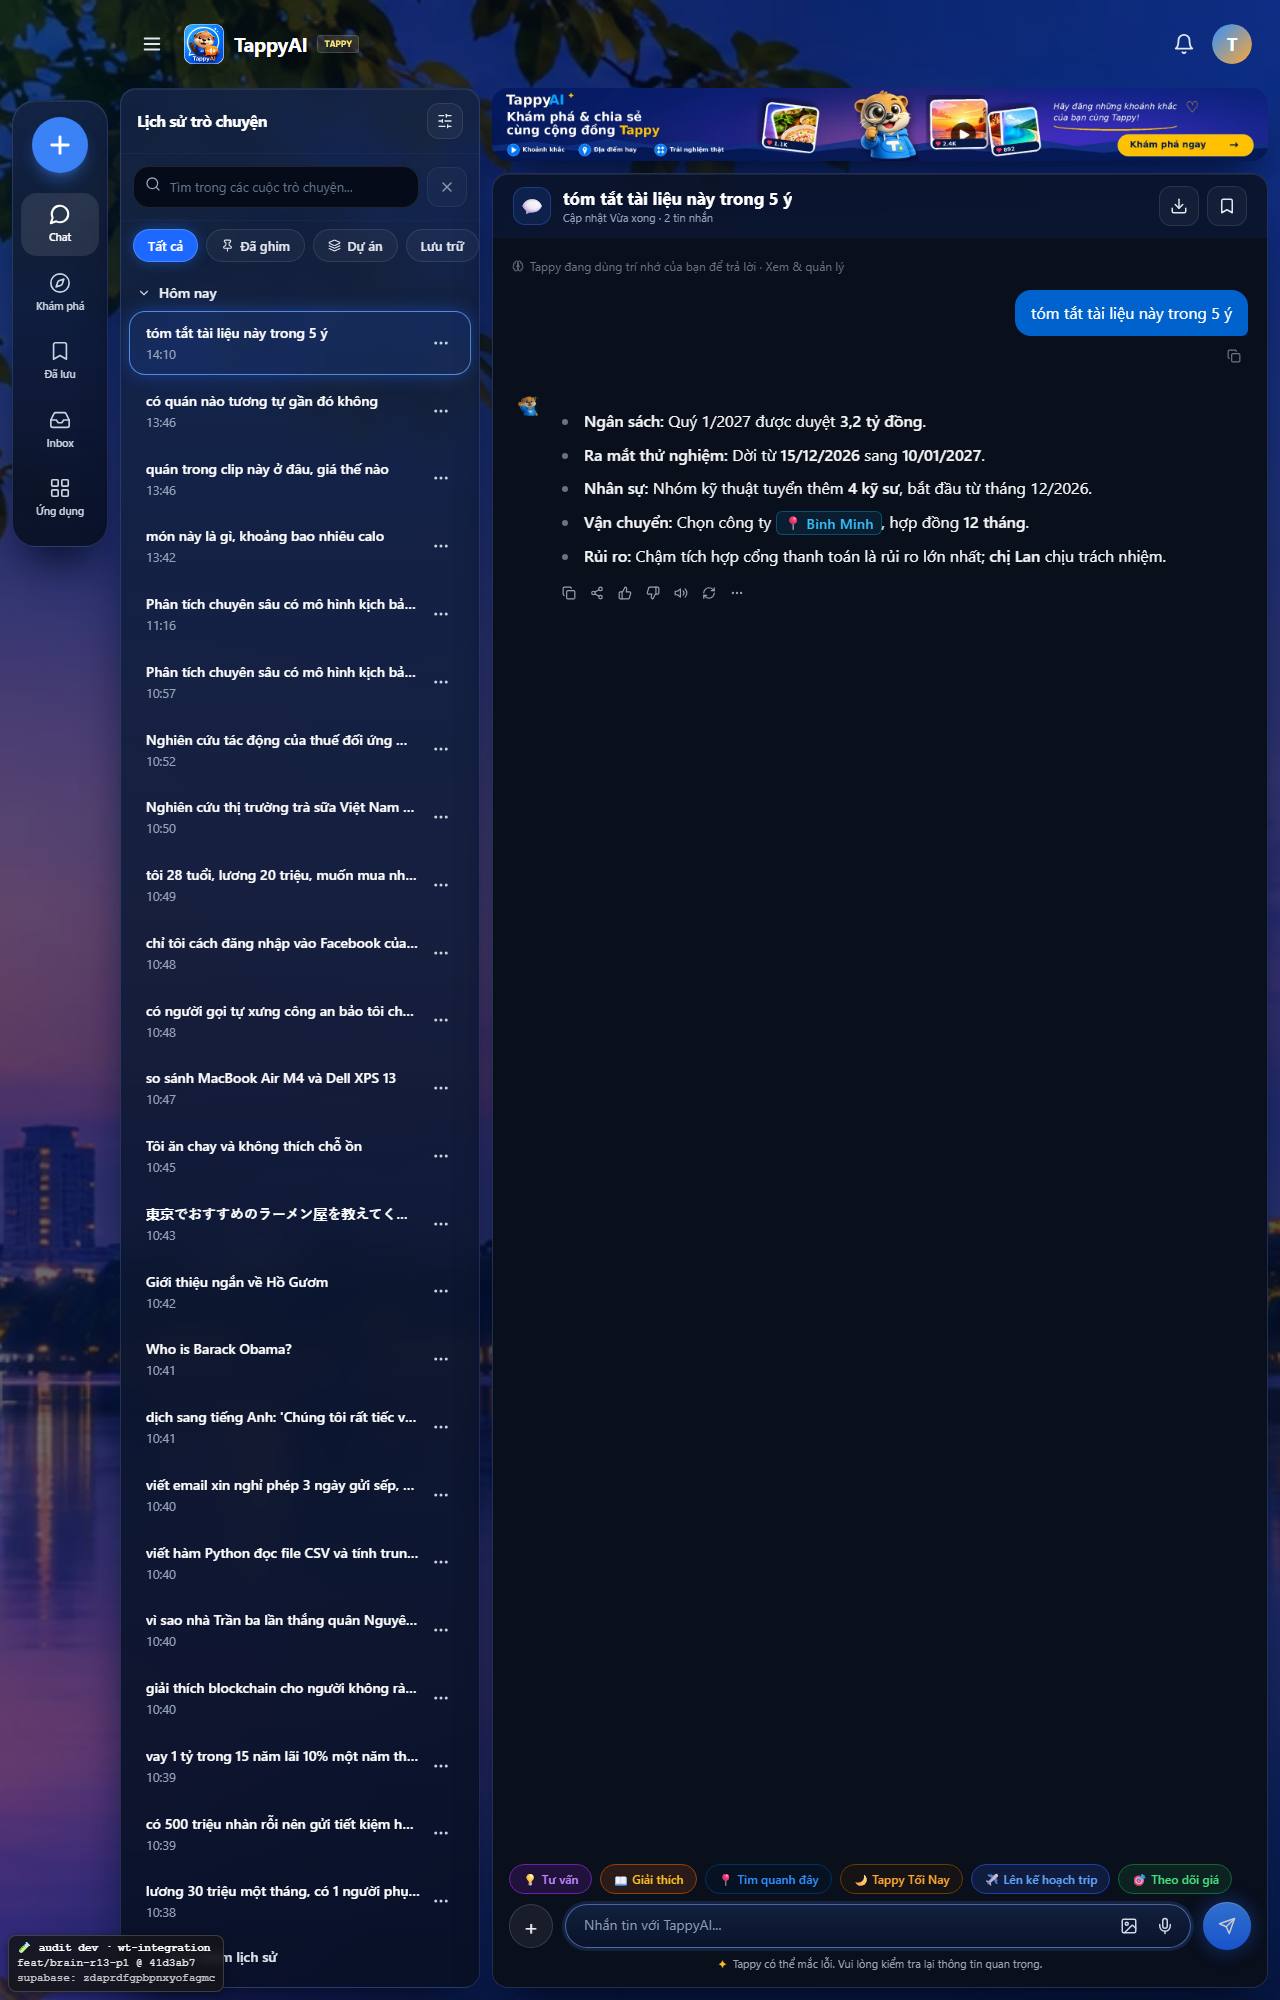 TappyAI TAPPY
T
Chat
Khám phá
Đã lưu
Inbox
Ứng dụng
Lịch sử trò chuyện
Tìm trong các cuộc trò chuyện...
Tất cả
Đã ghim
Dự án
Lưu trữ
Hôm nay
tóm tắt tài liệu này trong 5 ý
14:10
có quán nào tương tự gần đó không
13:46
quán trong clip này ở đâu, giá thế nào
13:46
món này là gì, khoảng bao nhiêu calo
13:42
Phân tích chuyên sâu có mô hình kịch bả...
11:16
Phân tích chuyên sâu có mô hình kịch bả...
10:57
Nghiên cứu tác động của thuế đối ứng ...
10:52
Nghiên cứu thị trường trà sữa Việt Nam ...
10:50
tôi 28 tuổi, lương 20 triệu, muốn mua nh...
10:49
chỉ tôi cách đăng nhập vào Facebook của...
10:48
có người gọi tự xưng công an bảo tôi ch...
10:48
so sánh MacBook Air M4 và Dell XPS 13
10:47
Tôi ăn chay và không thích chỗ ồn
10:45
東京でおすすめのラーメン屋を教えてく...
10:43
Giới thiệu ngắn về Hồ Gươm
10:42
Who is Barack Obama?
10:41
dịch sang tiếng Anh: 'Chúng tôi rất tiếc v...
10:41
viết email xin nghỉ phép 3 ngày gửi sếp, ...
10:40
viết hàm Python đọc file CSV và tính trun...
10:40
vì sao nhà Trần ba lần thắng quân Nguyê...
10:40
giải thích blockchain cho người không rà...
10:40
vay 1 tỷ trong 15 năm lãi 10% một năm th...
10:39
có 500 triệu nhàn rỗi nên gửi tiết kiệm h...
10:39
lương 30 triệu một tháng, có 1 người phụ...
10:38
lịch sử
audit dev · wt-integration
feat/brain-r13-p1 @ 41d3ab7
supabase: zdaprdfgpbpnxyofagmc
TappyAI
Khám phá & chia sẻ
cùng cộng đồng Tappy
Khoảnh khắc
Địa điểm hay
Trải nghiệm thật
1.1K
2.4K
892
Hãy đăng những khoảnh khắc
của bạn cùng Tappy!
Khám phá ngay →
tóm tắt tài liệu này trong 5 ý
Cập nhật Vừa xong · 2 tin nhắn
Tappy đang dùng trí nhớ của bạn để trả lời · Xem & quản lý
tóm tắt tài liệu này trong 5 ý
Ngân sách: Quý 1/2027 được duyệt 3,2 tỷ đồng.
Ra mắt thử nghiệm: Dời từ 15/12/2026 sang 10/01/2027.
Nhân sự: Nhóm kỹ thuật tuyển thêm 4 kỹ sư, bắt đầu từ tháng 12/2026.
Vận chuyển: Chọn công ty Bình Minh, hợp đồng 12 tháng.
Rủi ro: Chậm tích hợp cổng thanh toán là rủi ro lớn nhất; chị Lan chịu trách nhiệm.
Tư vấn
Giải thích
Tìm quanh đây
Tappy Tối Nay
Lên kế hoạch trip
Theo dõi giá
Nhắn tin với TappyAI...
Tappy có thể mắc lỗi. Vui lòng kiểm tra lại thông tin quan trọng.